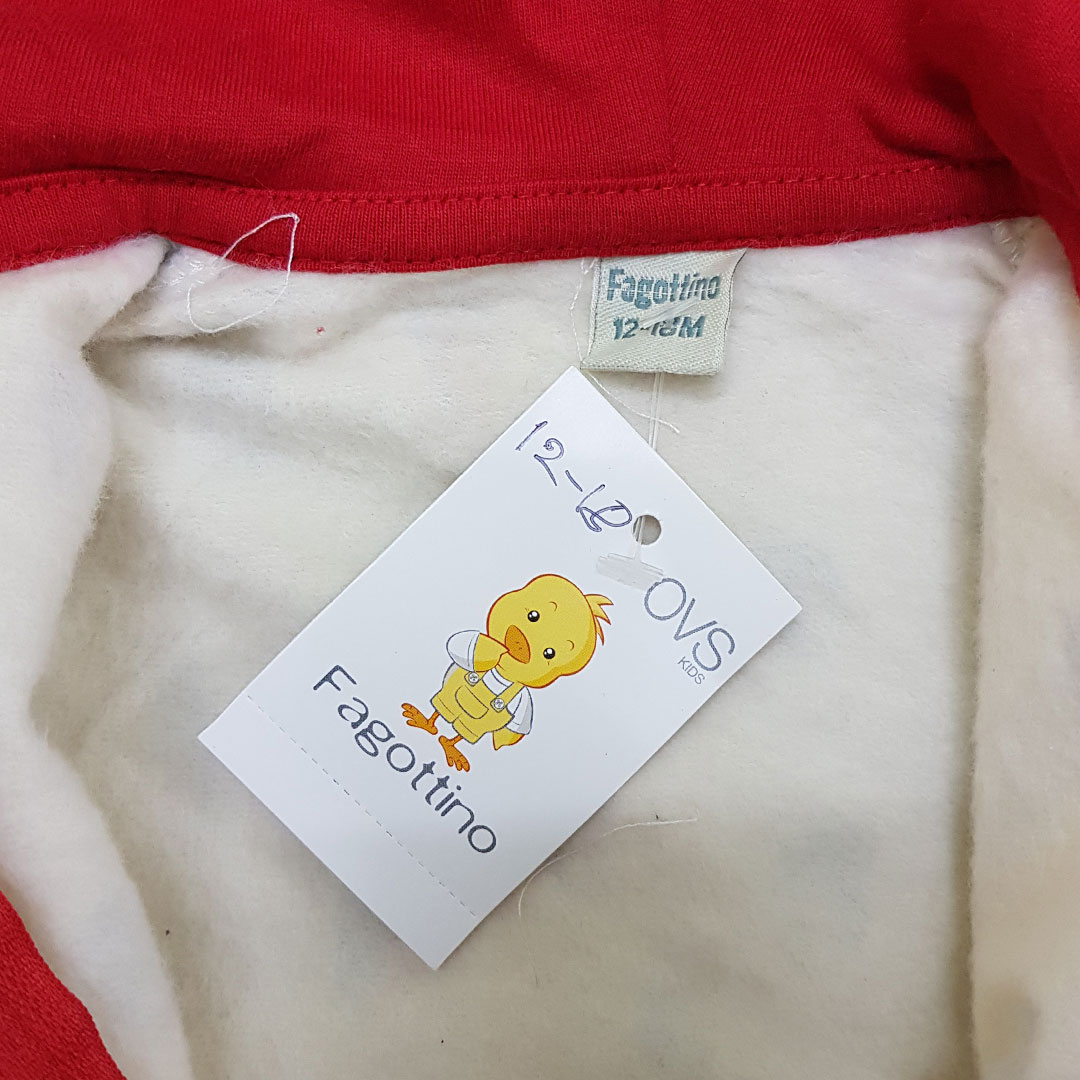 Fagottino
12-18M
12-18
OVS
KIDS
Fagottino